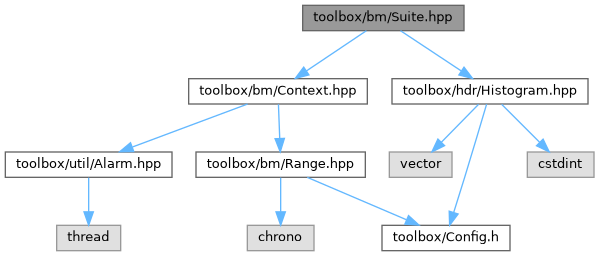 toolbox/bm/Suite.hpp
toolbox/bm/Context.hpp
toolbox/hdr/Histogram.hpp
toolbox/util/Alarm.hpp
toolbox/bm/Range.hpp
vector
cstdint
thread
chrono
toolbox/Config.h